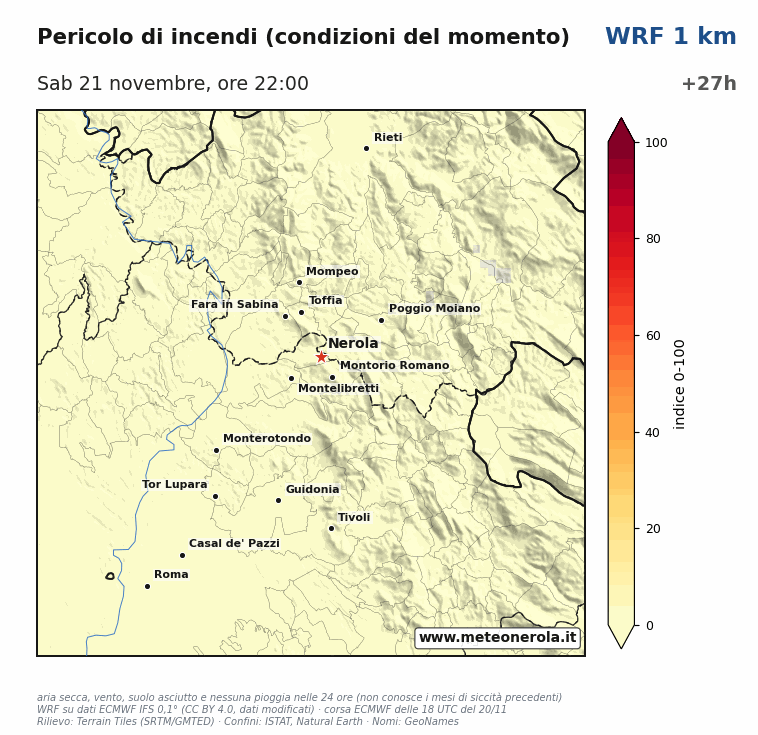 Pericolo di incendi (condizioni del momento)
WRF 1 km
Sab 21 novembre, ore 22:00
+27h
Rieti
Mompeo
Toffia
Fara in Sabina
Poggio Moiano
Nerola
Montorio Romano
Montelibretti
Monterotondo
Tor Lupara
Guidonia
Tivoli
Casal de' Pazzi
Roma
www.meteonerola.it
100
80
60
40
20
0
indice 0-100
aria secca, vento, suolo asciutto e nessuna pioggia nelle 24 ore (non conosce i mesi di siccità precedenti)
WRF su dati ECMWF IFS 0,1° (CC BY 4.0, dati modificati) · corsa ECMWF delle 18 UTC del 20/11
Rilievo: Terrain Tiles (SRTM/GMTED) · Confini: ISTAT, Natural Earth · Nomi: GeoNames